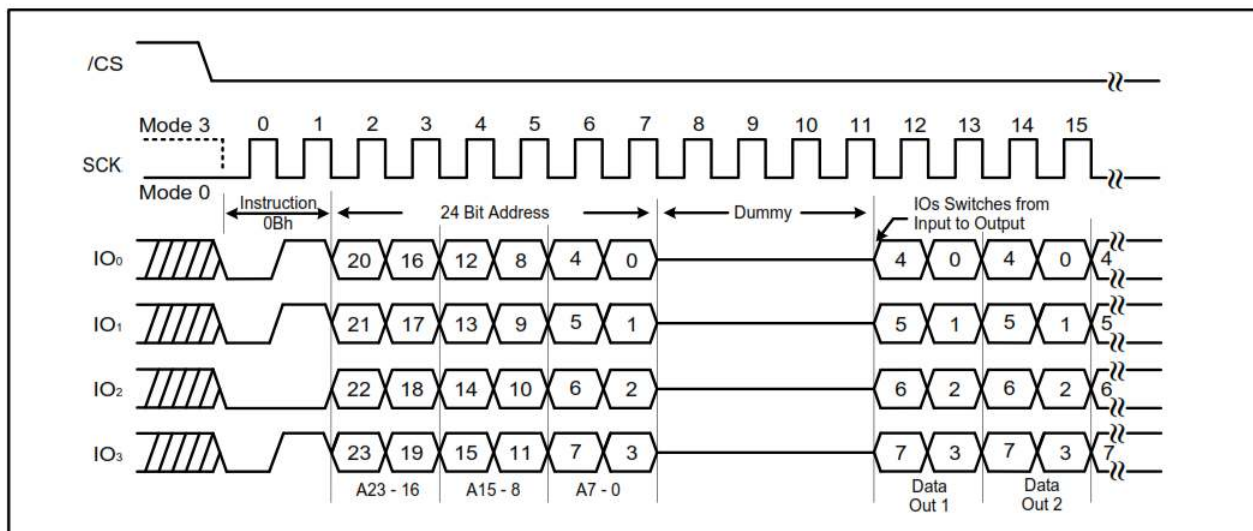 /CS
Mode 3 0 1 2 3 4 5 6 7 8 9 10 11 12 13 14 15
SCK
Mode 0
Instruction
0Bh
24 Bit Address
Dummy
IOs Switches from
Input to Output
IO₀ 20 16 12 8 4 0 4 0 4 0 4
IO₁ 21 17 13 9 5 1 5 1 5 1 5
IO₂ 22 18 14 10 6 2 6 2 6 2 6
IO₃ 23 19 15 11 7 3 7 3 7 3 7
A23 - 16 A15 - 8 A7 - 0
Data
Out 1
Data
Out 2